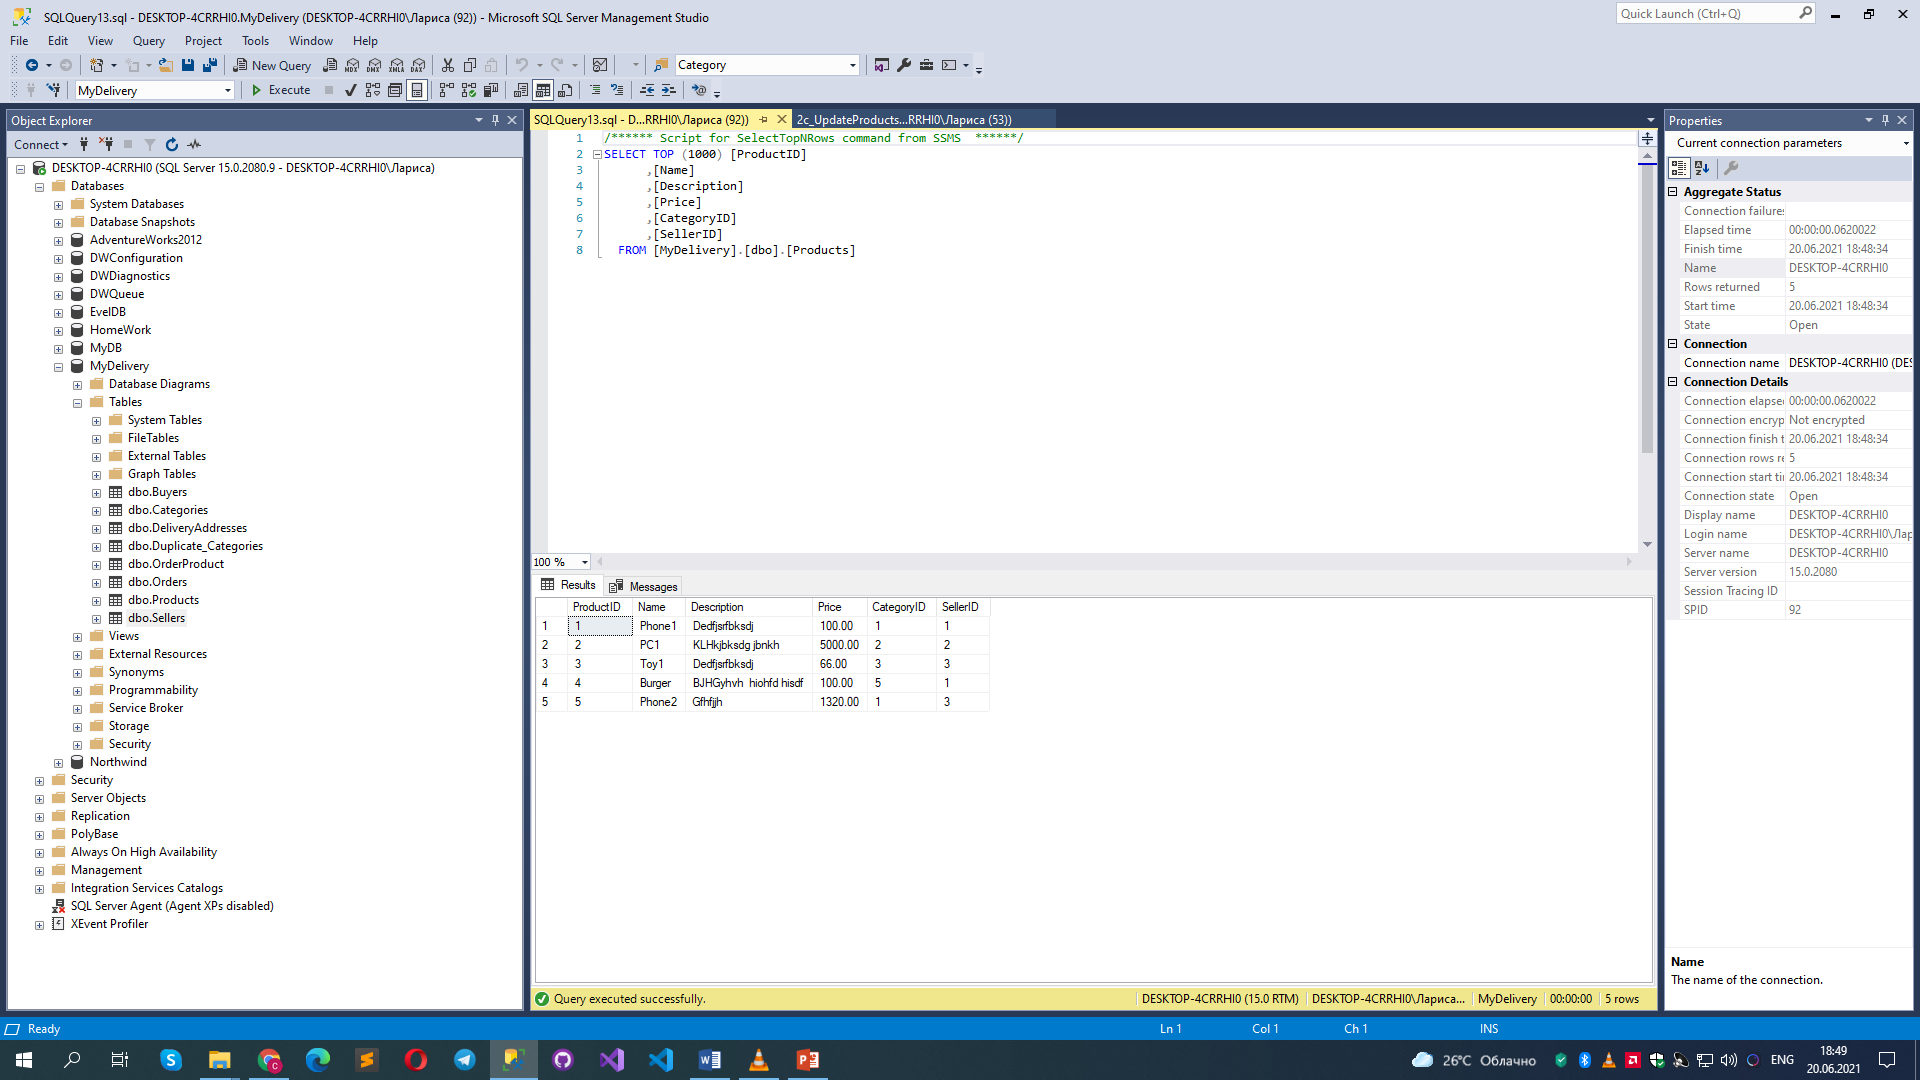 SQLQuery13.sql - DESKTOP-4CRRHI0.MyDelivery (DESKTOP-4CRRHI0\Лариса (92)) - Microsoft SQL Server Management Studio
Quick Launch (Ctrl+Q)
File Edit View Query Project Tools Window Help
New Query
Category
MyDelivery
Execute
Object Explorer
Connect
DESKTOP-4CRRHI0 (SQL Server 15.0.2080.9 - DESKTOP-4CRRHI0\Лариса)
Databases
System Databases
Database Snapshots
AdventureWorks2012
DWConfiguration
DWDiagnostics
DWQueue
EvelDB
HomeWork
MyDB
MyDelivery
Database Diagrams
Tables
System Tables
FileTables
External Tables
Graph Tables
dbo.Buyers
dbo.Categories
dbo.DeliveryAddresses
dbo.Duplicate_Categories
dbo.OrderProduct
dbo.Orders
dbo.Products
dbo.Sellers
Views
External Resources
Synonyms
Programmability
Service Broker
Storage
Security
Northwind
Security
Server Objects
Replication
PolyBase
Always On High Availability
Management
Integration Services Catalogs
SQL Server Agent (Agent XPs disabled)
XEvent Profiler
SQLQuery13.sql - D...RRHI0\Лариса (92))
2c_UpdateProducts...RRHI0\Лариса (53))
1 /****** Script for SelectTopNRows command from SSMS ******/
2 SELECT TOP (1000) [ProductID]
3 ,[Name]
4 ,[Description]
5 ,[Price]
6 ,[CategoryID]
7 ,[SellerID]
8 FROM [MyDelivery].[dbo].[Products]
100 %
Results Messages
ProductID Name Description Price CategoryID SellerID
1 1 Phone1 Dedfjsrfbksdj 100.00 1 1
2 2 PC1 KLHkjbksdg jbnkh 5000.00 2 2
3 3 Toy1 Dedfjsrfbksdj 66.00 3 3
4 4 Burger BJHGyhvh hiohfd hisdf 100.00 5 1
5 5 Phone2 Gfhfjjh 1320.00 1 3
Query executed successfully.
DESKTOP-4CRRHI0 (15.0 RTM) DESKTOP-4CRRHI0\Лариса... MyDelivery 00:00:00 5 rows
Properties
Current connection parameters
Aggregate Status
Connection failures
Elapsed time 00:00:00.0620022
Finish time 20.06.2021 18:48:34
Name DESKTOP-4CRRHI0
Rows returned 5
Start time 20.06.2021 18:48:34
State Open
Connection
Connection name DESKTOP-4CRRHI0 (DES
Connection Details
Connection elapse 00:00:00.0620022
Connection encryp Not encrypted
Connection finish t 20.06.2021 18:48:34
Connection rows re 5
Connection start ti 20.06.2021 18:48:34
Connection state Open
Display name DESKTOP-4CRRHI0
Login name DESKTOP-4CRRHI0\Лар
Server name DESKTOP-4CRRHI0
Server version 15.0.2080
Session Tracing ID
SPID 92
Name
The name of the connection.
Ready
Ln 1 Col 1 Ch 1 INS
26°C Облачно
ENG
18:49
20.06.2021